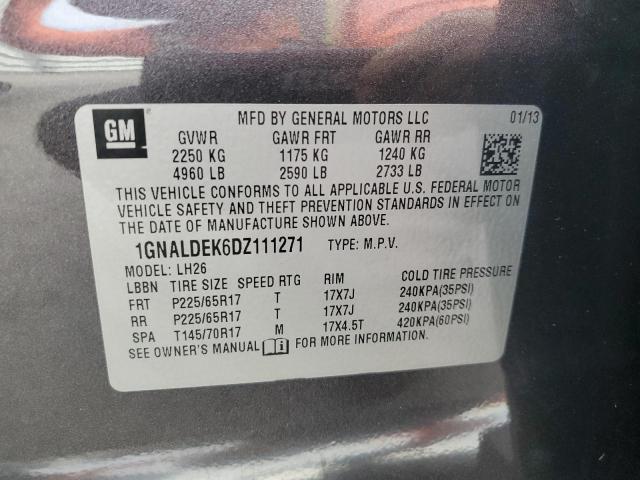 GM
MFD BY GENERAL MOTORS LLC 01/13
GVWR GAWR FRT GAWR RR
2250 KG 1175 KG 1240 KG
4960 LB 2590 LB 2733 LB
THIS VEHICLE CONFORMS TO ALL APPLICABLE U.S. FEDERAL MOTOR
VEHICLE SAFETY AND THEFT PREVENTION STANDARDS IN EFFECT ON
THE DATE OF MANUFACTURE SHOWN ABOVE.
1GNALDEK6DZ111271 TYPE: M.P.V.
MODEL: LH26
LBBN TIRE SIZE SPEED RTG RIM COLD TIRE PRESSURE
FRT P225/65R17 T 17X7J 240KPA(35PSI)
RR P225/65R17 T 17X7J 240KPA(35PSI)
SPA T145/70R17 M 17X4.5T 420KPA(60PSI)
SEE OWNER'S MANUAL i FOR MORE INFORMATION.